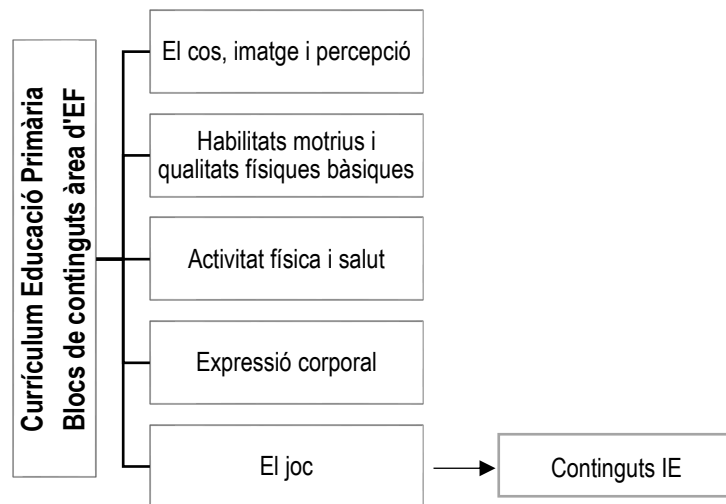 Currículum Educació Primària
Blocs de continguts àrea d'EF
El cos, imatge i percepció
Habilitats motrius i
qualitats físiques bàsiques
Activitat física i salut
Expressió corporal
El joc
Continguts IE